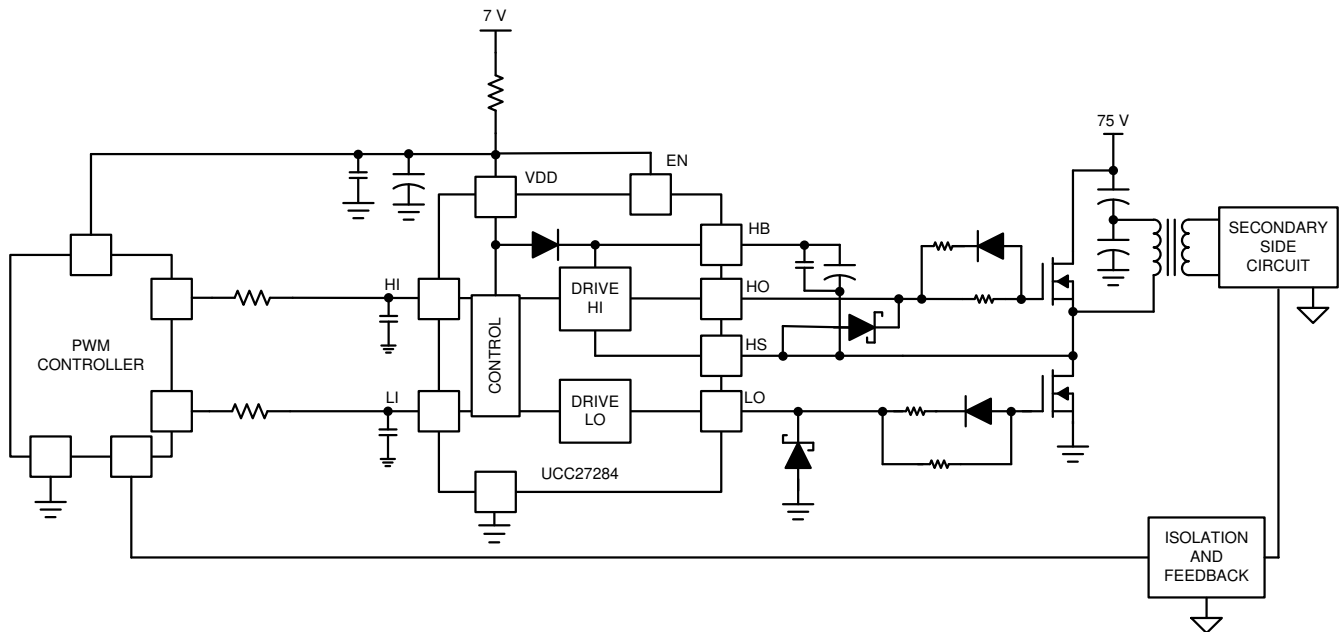 7 V
75 V
EN
VDD
HB
SECONDARY
SIDE
CIRCUIT
HI
DRIVE
HI
HO
PWM
CONTROLLER
CONTROL
HS
LI
DRIVE
LO
LO
UCC27284
ISOLATION
AND
FEEDBACK